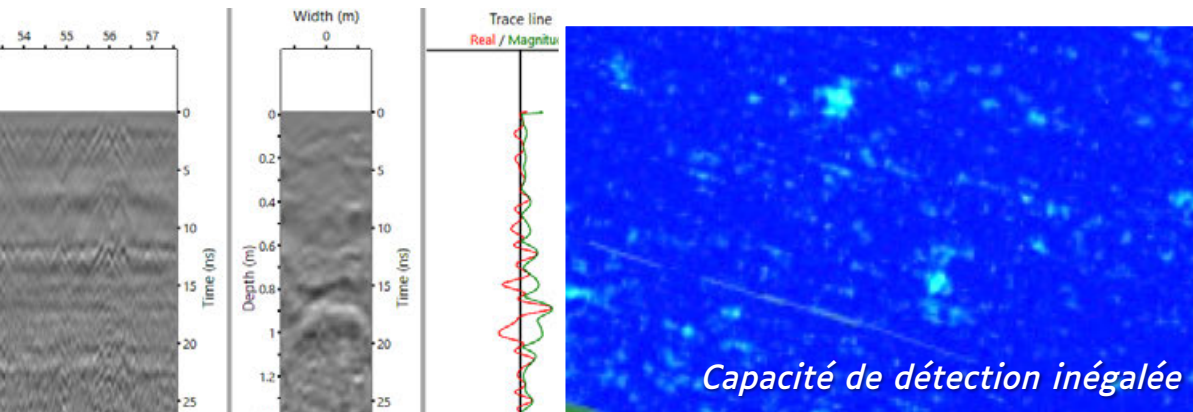 54 55 56 57
0
5
10
15
20
25
Time (ns)
Width (m)
0
Depth (m)
0
0.2
0.4
0.6
0.8
1
1.2
0
5
10
15
20
25
Time (ns)
Trace line
Real / Magnitu
Capacité de détection inégalée